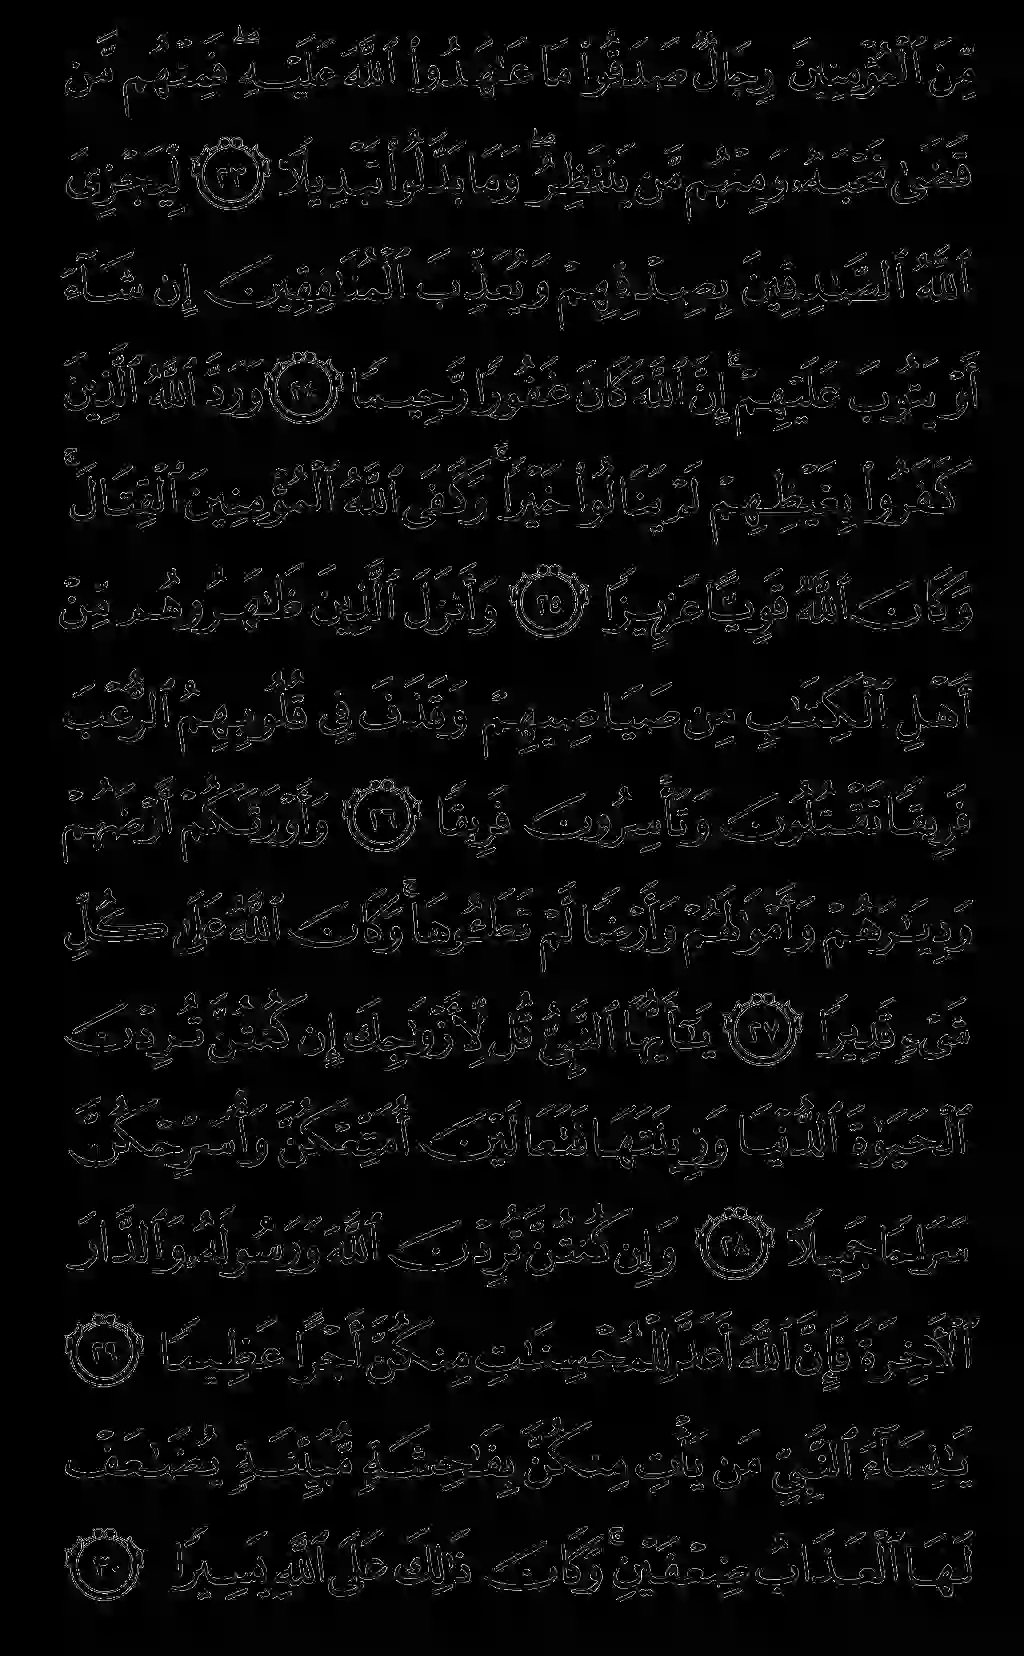 مِّنَ ٱلْمُؤْمِنِينَ رِجَالٌ صَدَقُوا۟ مَا عَـٰهَدُوا۟ ٱللَّهَ عَلَيْهِ ۖ فَمِنْهُم مَّن
قَضَىٰ نَحْبَهُۥ وَمِنْهُم مَّن يَنتَظِرُ ۖ وَمَا بَدَّلُوا۟ تَبْدِيلًا ٢٣ لِّيَجْزِىَ
ٱللَّهُ ٱلصَّـٰدِقِينَ بِصِدْقِهِمْ وَيُعَذِّبَ ٱلْمُنَـٰفِقِينَ إِن شَآءَ
أَوْ يَتُوبَ عَلَيْهِمْ ۚ إِنَّ ٱللَّهَ كَانَ غَفُورًا رَّحِيمًا ٢٤ وَرَدَّ ٱللَّهُ ٱلَّذِينَ
كَفَرُوا۟ بِغَيْظِهِمْ لَمْ يَنَالُوا۟ خَيْرًا ۚ وَكَفَى ٱللَّهُ ٱلْمُؤْمِنِينَ ٱلْقِتَالَ ۚ
وَكَانَ ٱللَّهُ قَوِيًّا عَزِيزًا ٢٥ وَأَنزَلَ ٱلَّذِينَ ظَـٰهَرُوهُم مِّنْ
أَهْلِ ٱلْكِتَـٰبِ مِن صَيَاصِيهِمْ وَقَذَفَ فِى قُلُوبِهِمُ ٱلرُّعْبَ
فَرِيقًا تَقْتُلُونَ وَتَأْسِرُونَ فَرِيقًا ٢٦ وَأَوْرَثَكُمْ أَرْضَهُمْ
وَدِيَـٰرَهُمْ وَأَمْوَٰلَهُمْ وَأَرْضًا لَّمْ تَطَـُٔوهَا ۚ وَكَانَ ٱللَّهُ عَلَىٰ كُلِّ
شَىْءٍ قَدِيرًا ٢٧ يَـٰٓأَيُّهَا ٱلنَّبِىُّ قُل لِّأَزْوَٰجِكَ إِن كُنتُنَّ تُرِدْنَ
ٱلْحَيَوٰةَ ٱلدُّنْيَا وَزِينَتَهَا فَتَعَالَيْنَ أُمَتِّعْكُنَّ وَأُسَرِّحْكُنَّ
سَرَاحًا جَمِيلًا ٢٨ وَإِن كُنتُنَّ تُرِدْنَ ٱللَّهَ وَرَسُولَهُۥ وَٱلدَّارَ
ٱلْـَٔاخِرَةَ فَإِنَّ ٱللَّهَ أَعَدَّ لِلْمُحْسِنَـٰتِ مِنكُنَّ أَجْرًا عَظِيمًا ٢٩
يَـٰنِسَآءَ ٱلنَّبِىِّ مَن يَأْتِ مِنكُنَّ بِفَـٰحِشَةٍ مُّبَيِّنَةٍ يُضَـٰعَفْ
لَهَا ٱلْعَذَابُ ضِعْفَيْنِ ۚ وَكَانَ ذَٰلِكَ عَلَى ٱللَّهِ يَسِيرًا ٣٠